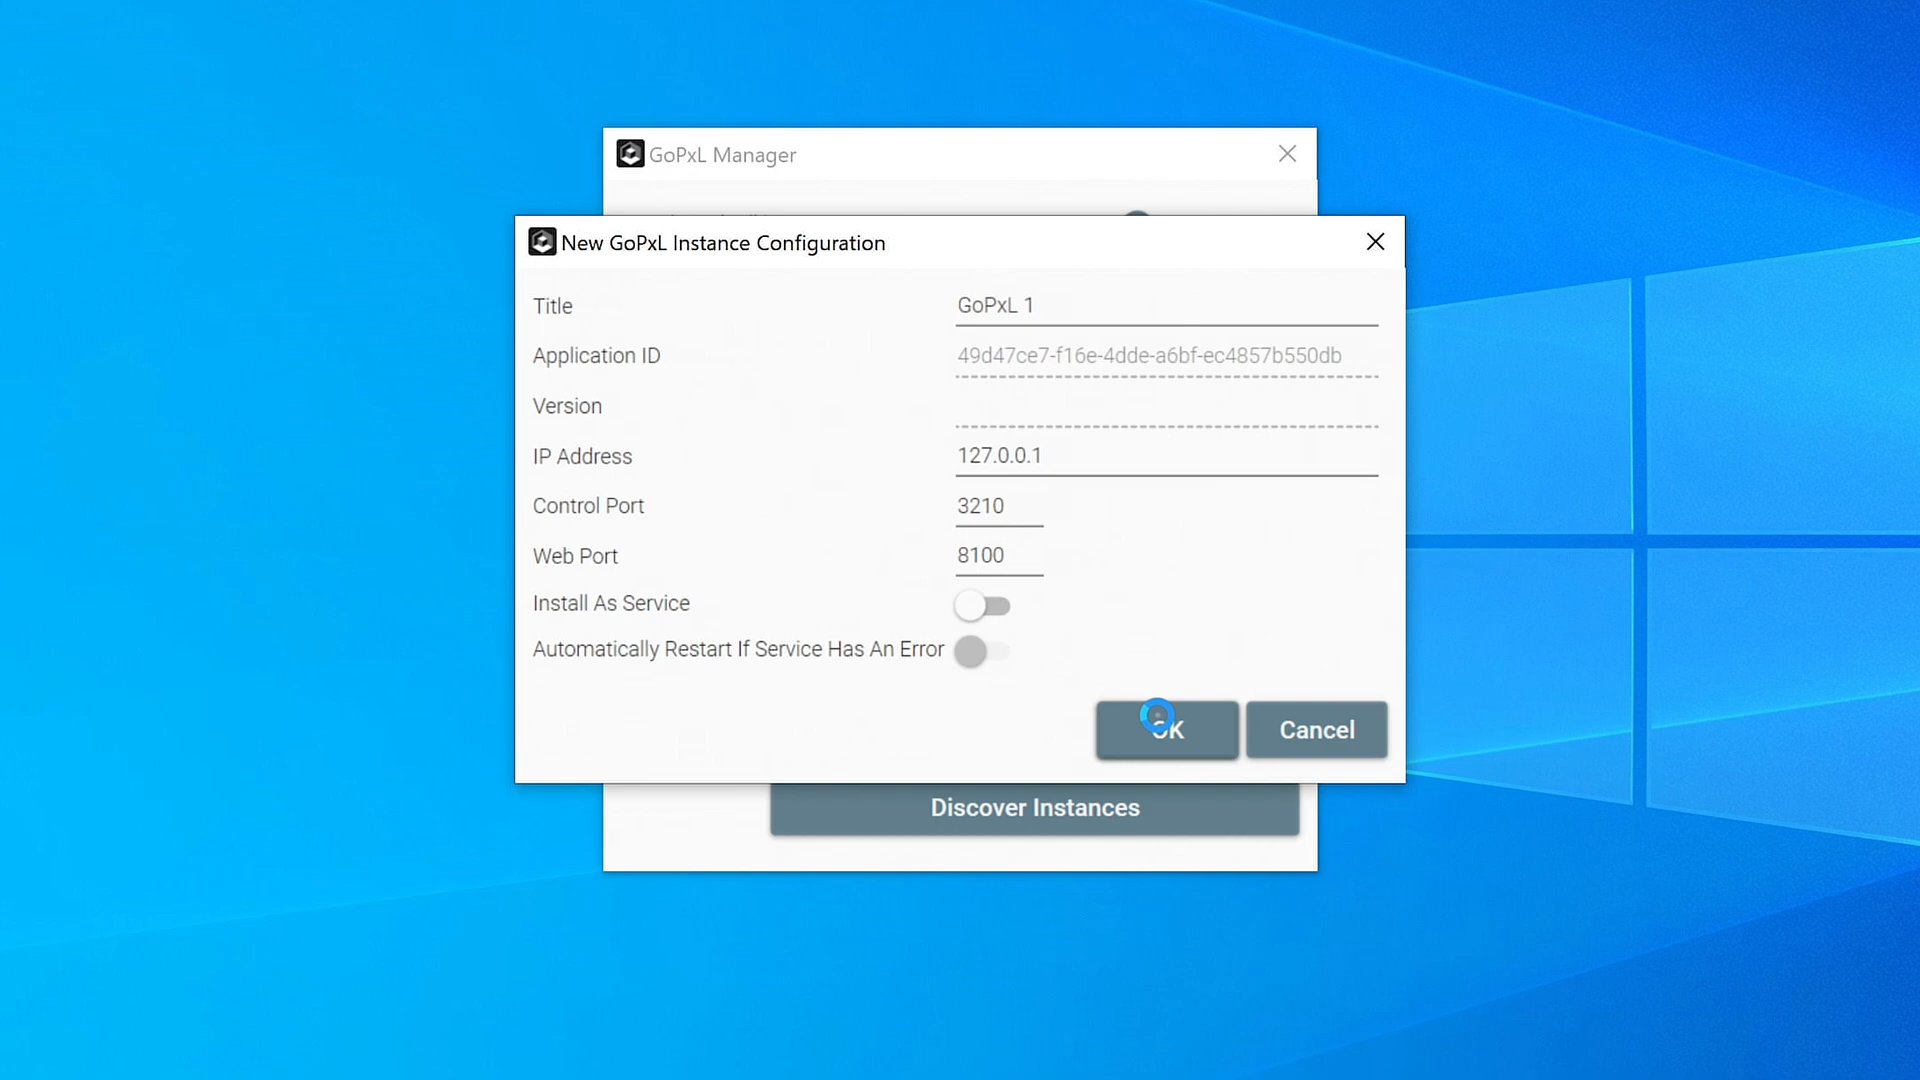 GoPxL Manager
New GoPxL Instance Configuration
Title GoPxL 1
Application ID 49d47ce7-f16e-4dde-a6bf-ec4857b550db
Version
IP Address 127.0.0.1
Control Port 3210
Web Port 8100
Install As Service
Automatically Restart If Service Has An Error
OK Cancel
Discover Instances